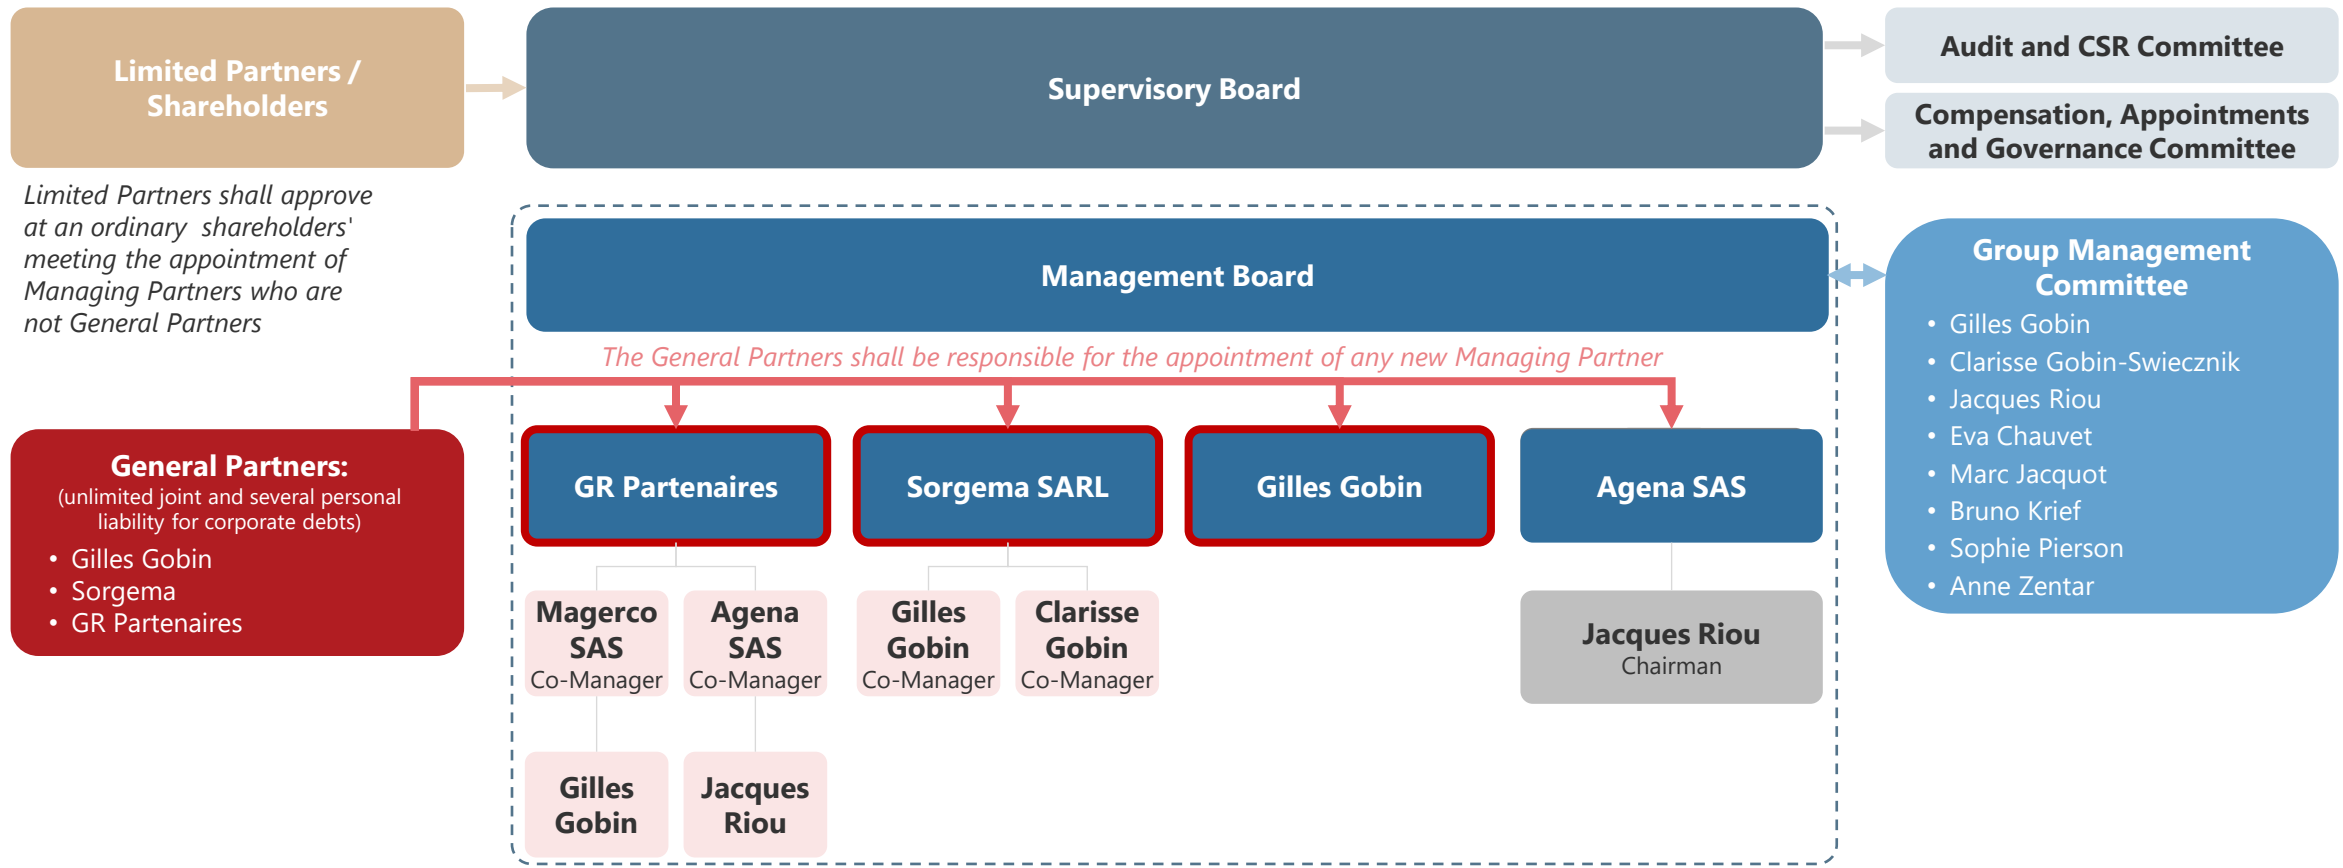 Limited Partners /
Shareholders
Supervisory Board
Audit and CSR Committee
Compensation, Appointments
and Governance Committee
Limited Partners shall approve
at an ordinary  shareholders'
meeting the appointment of
Managing Partners who are
not General Partners
Management Board
Group Management
Committee
• Gilles Gobin
• Clarisse Gobin-Swiecznik
• Jacques Riou
• Eva Chauvet
• Marc Jacquot
• Bruno Krief
• Sophie Pierson
• Anne Zentar
The General Partners shall be responsible for the appointment of any new Managing Partner
General Partners:
(unlimited joint and several personal
liability for corporate debts)
• Gilles Gobin
• Sorgema
• GR Partenaires
GR Partenaires
Sorgema SARL
Gilles Gobin
Agena SAS
Magerco
SAS
Co-Manager
Agena
SAS
Co-Manager
Gilles
Gobin
Co-Manager
Clarisse
Gobin
Co-Manager
Jacques Riou
Chairman
Gilles
Gobin
Jacques
Riou